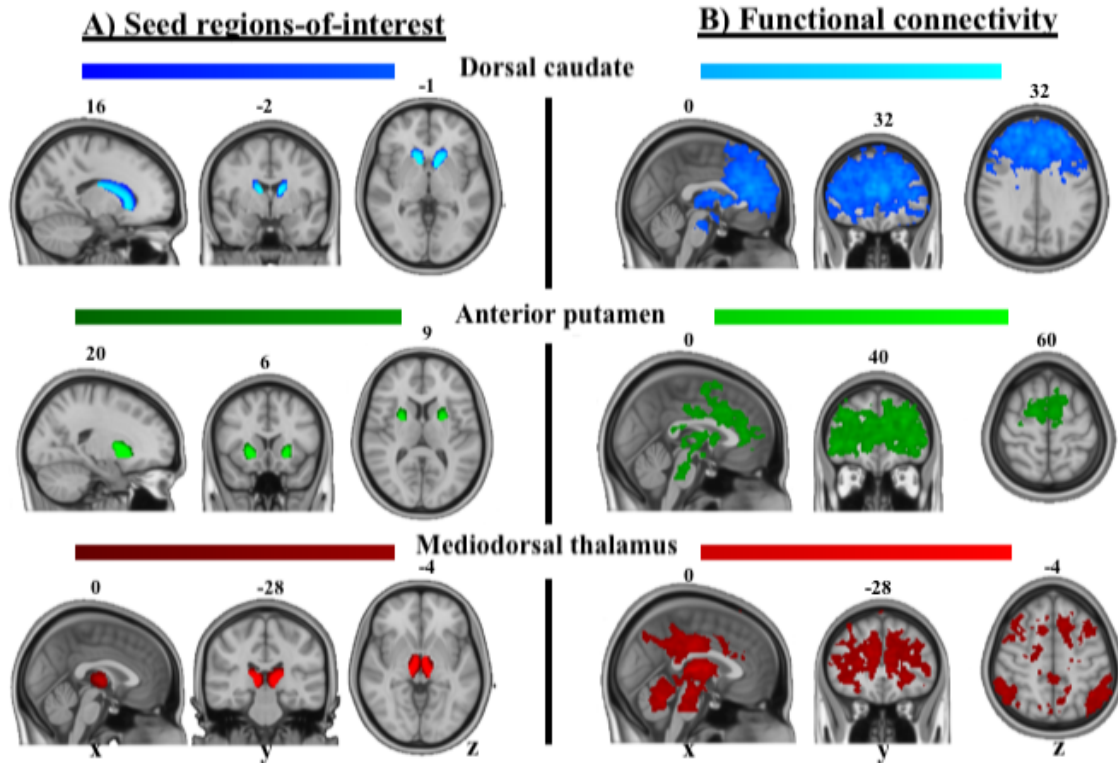 A) Seed regions-of-interest
B) Functional connectivity
Dorsal caudate
16
-2
-1
0
32
32
Anterior putamen
20
6
9
0
40
60
Mediodorsal thalamus
0
-28
-4
0
-28
-4
x
y
z
x
y
z